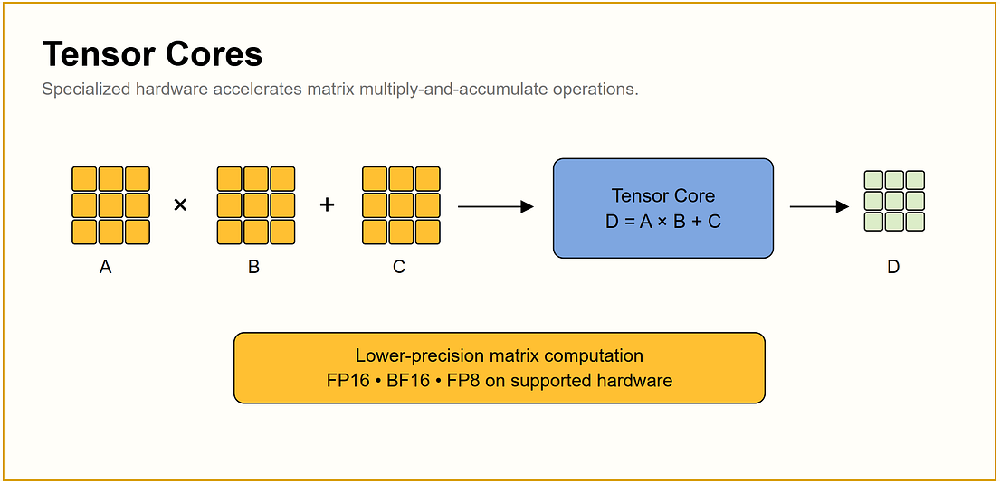 Tensor Cores
Specialized hardware accelerates matrix multiply-and-accumulate operations.
× + 
Tensor Core
D = A × B + C
A B C D
Lower-precision matrix computation
FP16 • BF16 • FP8 on supported hardware